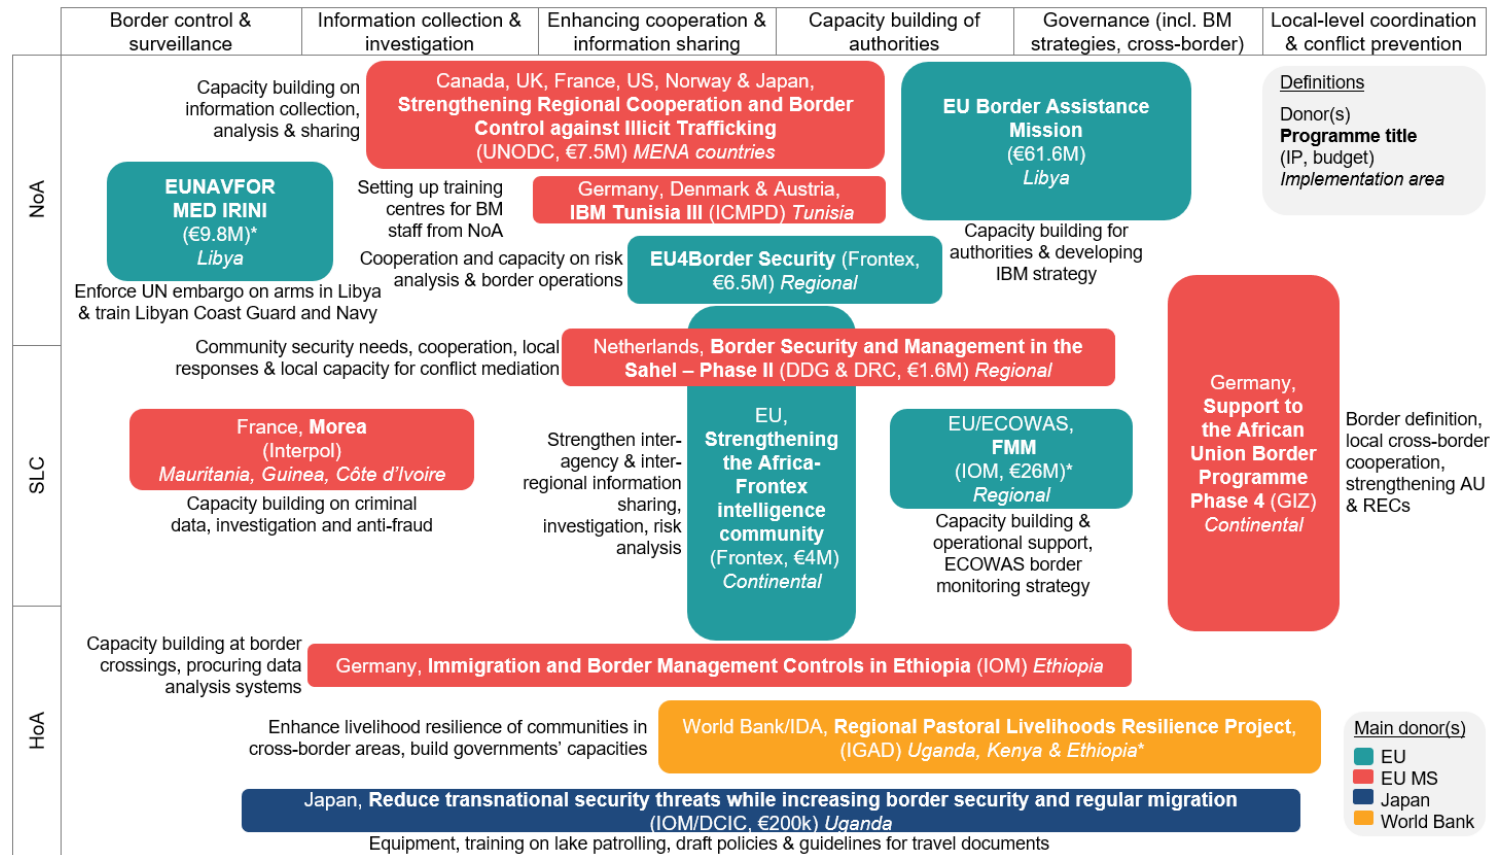 Border control &
surveillance
Information collection &
investigation
Enhancing cooperation &
information sharing
Capacity building of
authorities
Governance (incl. BM
strategies, cross-border)
Local-level coordination
& conflict prevention
NoA
Capacity building on
information collection,
analysis & sharing
Canada, UK, France, US, Norway & Japan,
Strengthening Regional Cooperation and Border
Control against Illicit Trafficking
(UNODC, €7.5M) MENA countries
EU Border Assistance
Mission
(€61.6M)
Libya
Definitions
Donor(s)
Programme title
(IP, budget)
Implementation area
EUNAVFOR
MED IRINI
(€9.8M)*
Libya
Setting up training
centres for BM
staff from NoA
Germany, Denmark & Austria,
IBM Tunisia III (ICMPD) Tunisia
Capacity building for
authorities & developing
IBM strategy
Cooperation and capacity on risk
analysis & border operations
EU4Border Security (Frontex,
€6.5M) Regional
Enforce UN embargo on arms in Libya
& train Libyan Coast Guard and Navy
SLC
Community security needs, cooperation, local
responses & local capacity for conflict mediation
Netherlands, Border Security and Management in the
Sahel – Phase II (DDG & DRC, €1.6M) Regional
Germany,
Support to
the African
Union Border
Programme
Phase 4 (GIZ)
Continental
Border definition,
local cross-border
cooperation,
strengthening AU
& RECs
France, Morea
(Interpol)
Mauritania, Guinea, Côte d’Ivoire
Capacity building on criminal
data, investigation and anti-fraud
Strengthen inter-
agency & inter-
regional information
sharing,
investigation, risk
analysis
EU,
Strengthening
the Africa-
Frontex
intelligence
community
(Frontex, €4M)
Continental
EU/ECOWAS,
FMM
(IOM, €26M)*
Regional
Capacity building &
operational support,
ECOWAS border
monitoring strategy
HoA
Capacity building at border
crossings, procuring data
analysis systems
Germany, Immigration and Border Management Controls in Ethiopia (IOM) Ethiopia
Enhance livelihood resilience of communities in
cross-border areas, build governments’ capacities
World Bank/IDA, Regional Pastoral Livelihoods Resilience Project,
(IGAD) Uganda, Kenya & Ethiopia*
Japan, Reduce transnational security threats while increasing border security and regular migration
(IOM/DCIC, €200k) Uganda
Equipment, training on lake patrolling, draft policies & guidelines for travel documents
Main donor(s)
EU
EU MS
Japan
World Bank